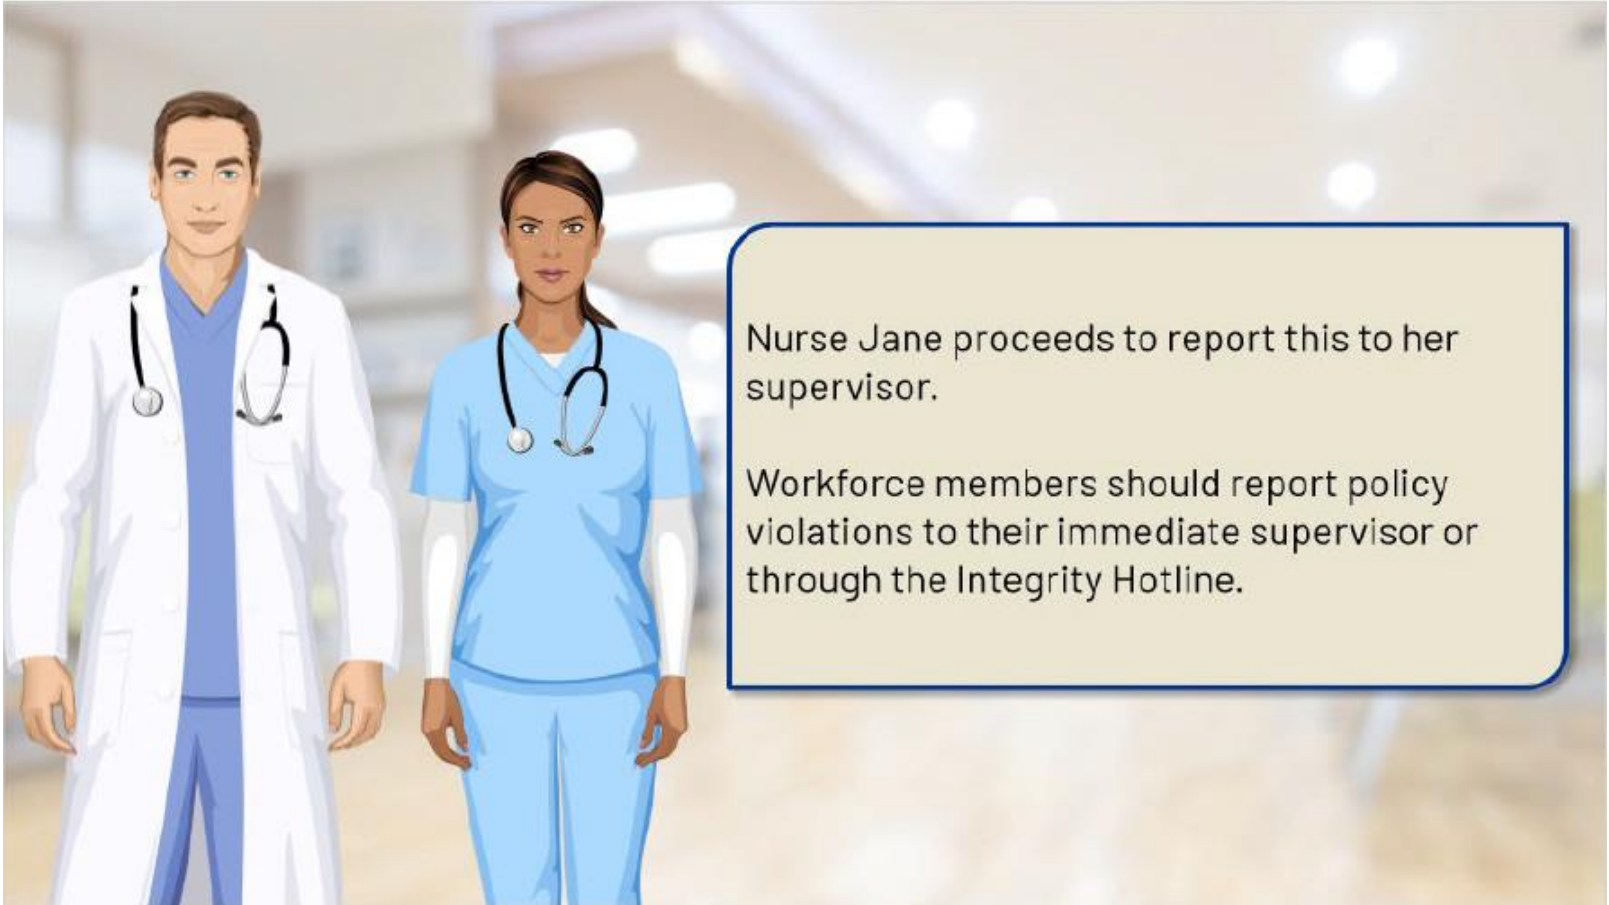 Nurse Jane proceeds to report this to her
supervisor.
Workforce members should report policy
violations to their immediate supervisor or
through the Integrity Hotline.